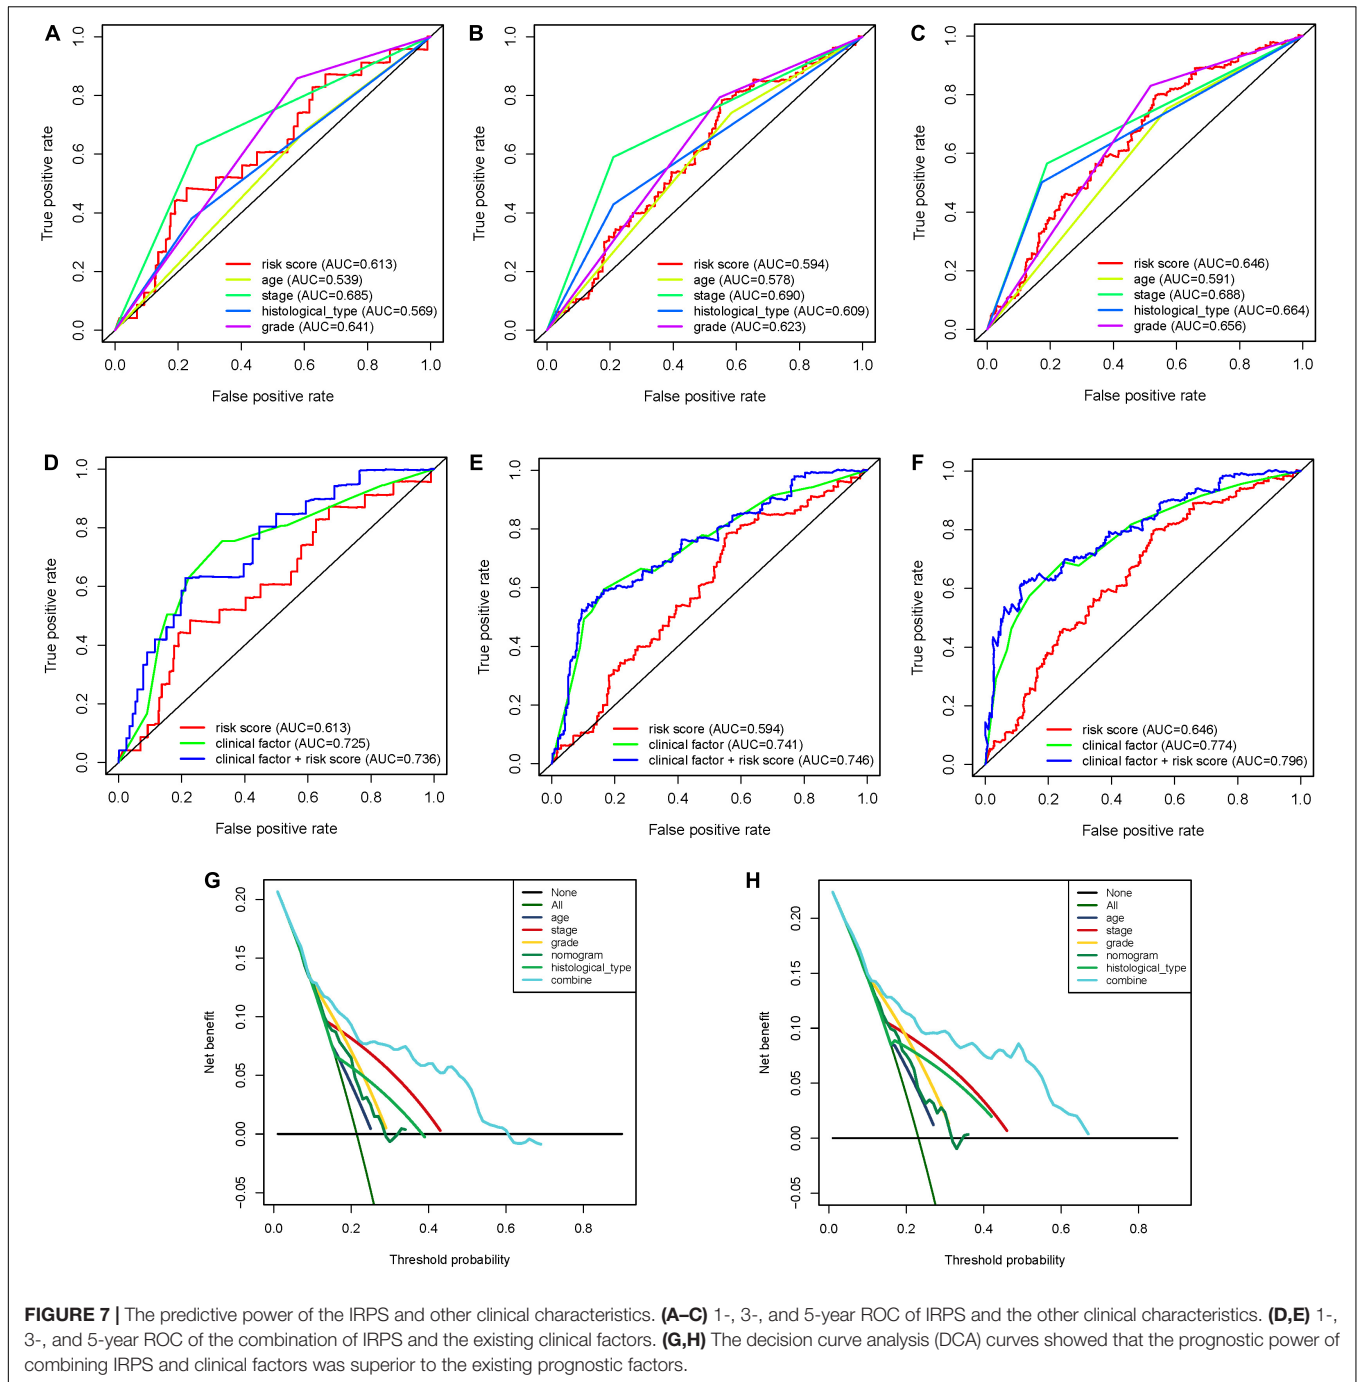 A
1.0
0.8
0.6
0.4
0.2
0.0
True positive rate
risk score (AUC=0.613)
age (AUC=0.539)
stage (AUC=0.685)
histological_type (AUC=0.569)
grade (AUC=0.641)
0.0 0.2 0.4 0.6 0.8 1.0
False positive rate
B
1.0
0.8
0.6
0.4
0.2
0.0
True positive rate
risk score (AUC=0.594)
age (AUC=0.578)
stage (AUC=0.690)
histological_type (AUC=0.609)
grade (AUC=0.623)
0.0 0.2 0.4 0.6 0.8 1.0
False positive rate
C
1.0
0.8
0.6
0.4
0.2
0.0
True positive rate
risk score (AUC=0.646)
age (AUC=0.591)
stage (AUC=0.688)
histological_type (AUC=0.664)
grade (AUC=0.656)
0.0 0.2 0.4 0.6 0.8 1.0
False positive rate
D
1.0
0.8
0.6
0.4
0.2
0.0
True positive rate
risk score (AUC=0.613)
clinical factor (AUC=0.725)
clinical factor + risk score (AUC=0.736)
0.0 0.2 0.4 0.6 0.8 1.0
False positive rate
E
1.0
0.8
0.6
0.4
0.2
0.0
True positive rate
risk score (AUC=0.594)
clinical factor (AUC=0.741)
clinical factor + risk score (AUC=0.746)
0.0 0.2 0.4 0.6 0.8 1.0
False positive rate
F
1.0
0.8
0.6
0.4
0.2
0.0
True positive rate
risk score (AUC=0.646)
clinical factor (AUC=0.774)
clinical factor + risk score (AUC=0.796)
0.0 0.2 0.4 0.6 0.8 1.0
False positive rate
G
0.20
0.15
0.10
0.05
0.00
−0.05
Net benefit
None
All
age
stage
grade
nomogram
histological_type
combine
0.0 0.2 0.4 0.6 0.8
Threshold probability
H
0.20
0.15
0.10
0.05
0.00
−0.05
Net benefit
None
All
age
stage
grade
nomogram
histological_type
combine
0.0 0.2 0.4 0.6 0.8
Threshold probability
FIGURE 7 | The predictive power of the IRPS and other clinical characteristics. (A–C) 1-, 3-, and 5-year ROC of IRPS and the other clinical characteristics. (D,E) 1-,
3-, and 5-year ROC of the combination of IRPS and the existing clinical factors. (G,H) The decision curve analysis (DCA) curves showed that the prognostic power of
combining IRPS and clinical factors was superior to the existing prognostic factors.